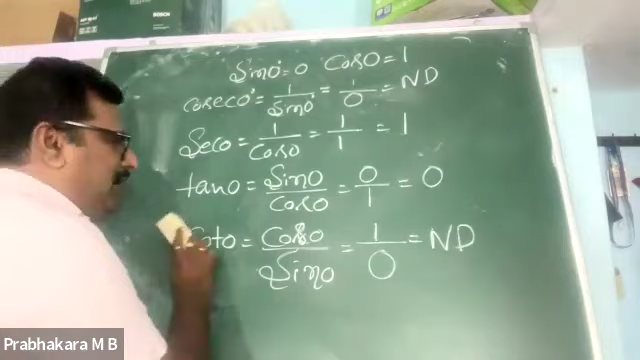 BOSCH
Sin0° = 0 Cos0 = 1
Cosec0° = 1/Sin0° = 1/0 = ND
Sec0 = 1/Cos0 = 1/1 = 1
tan0 = Sin0/Cos0 = 0/1 = 0
Cot0 = Cos0/Sin0 = 1/0 = ND
Prabhakara M B